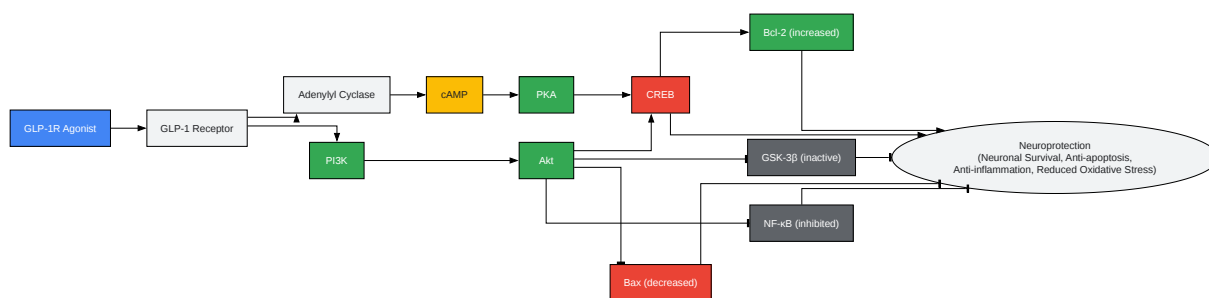 Bcl-2 (increased)
Adenylyl Cyclase
cAMP
PKA
CREB
GLP-1R Agonist
GLP-1 Receptor
PI3K
Akt
GSK-3β (inactive)
Neuroprotection
(Neuronal Survival, Anti-apoptosis,
Anti-inflammation, Reduced Oxidative Stress)
NF-κB (inhibited)
Bax (decreased)